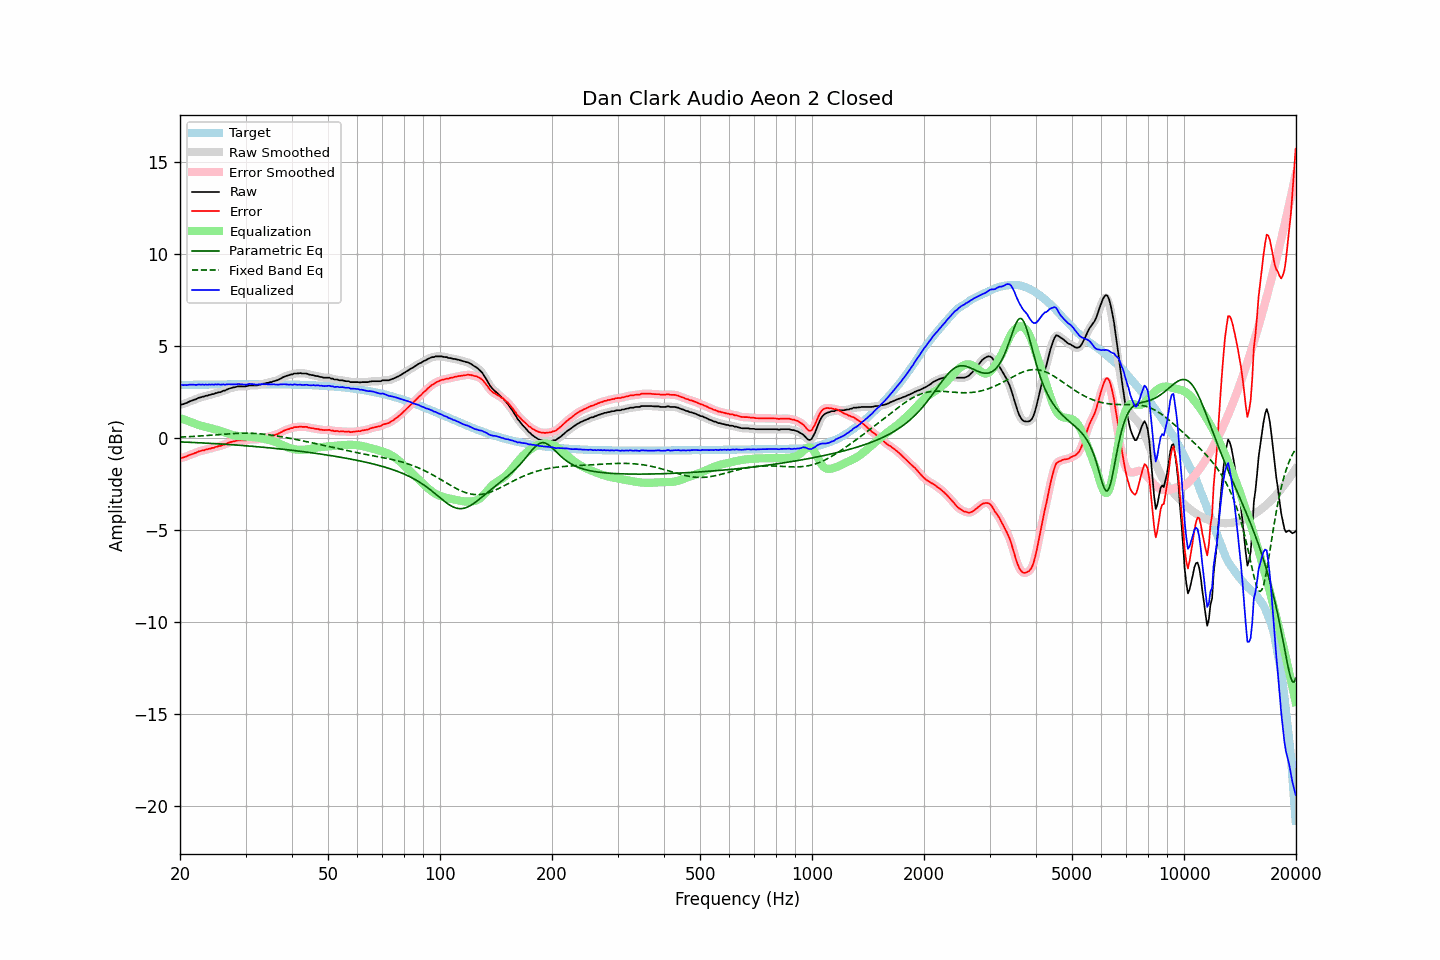 Dan Clark Audio Aeon 2 Closed
Target
Raw Smoothed
Error Smoothed
Raw
Error
Equalization
Parametric Eq
Fixed Band Eq
Equalized
Amplitude (dBr)
15
10
5
0
−5
−10
−15
−20
20 50 100 200 500 1000 2000 5000 10000 20000
Frequency (Hz)